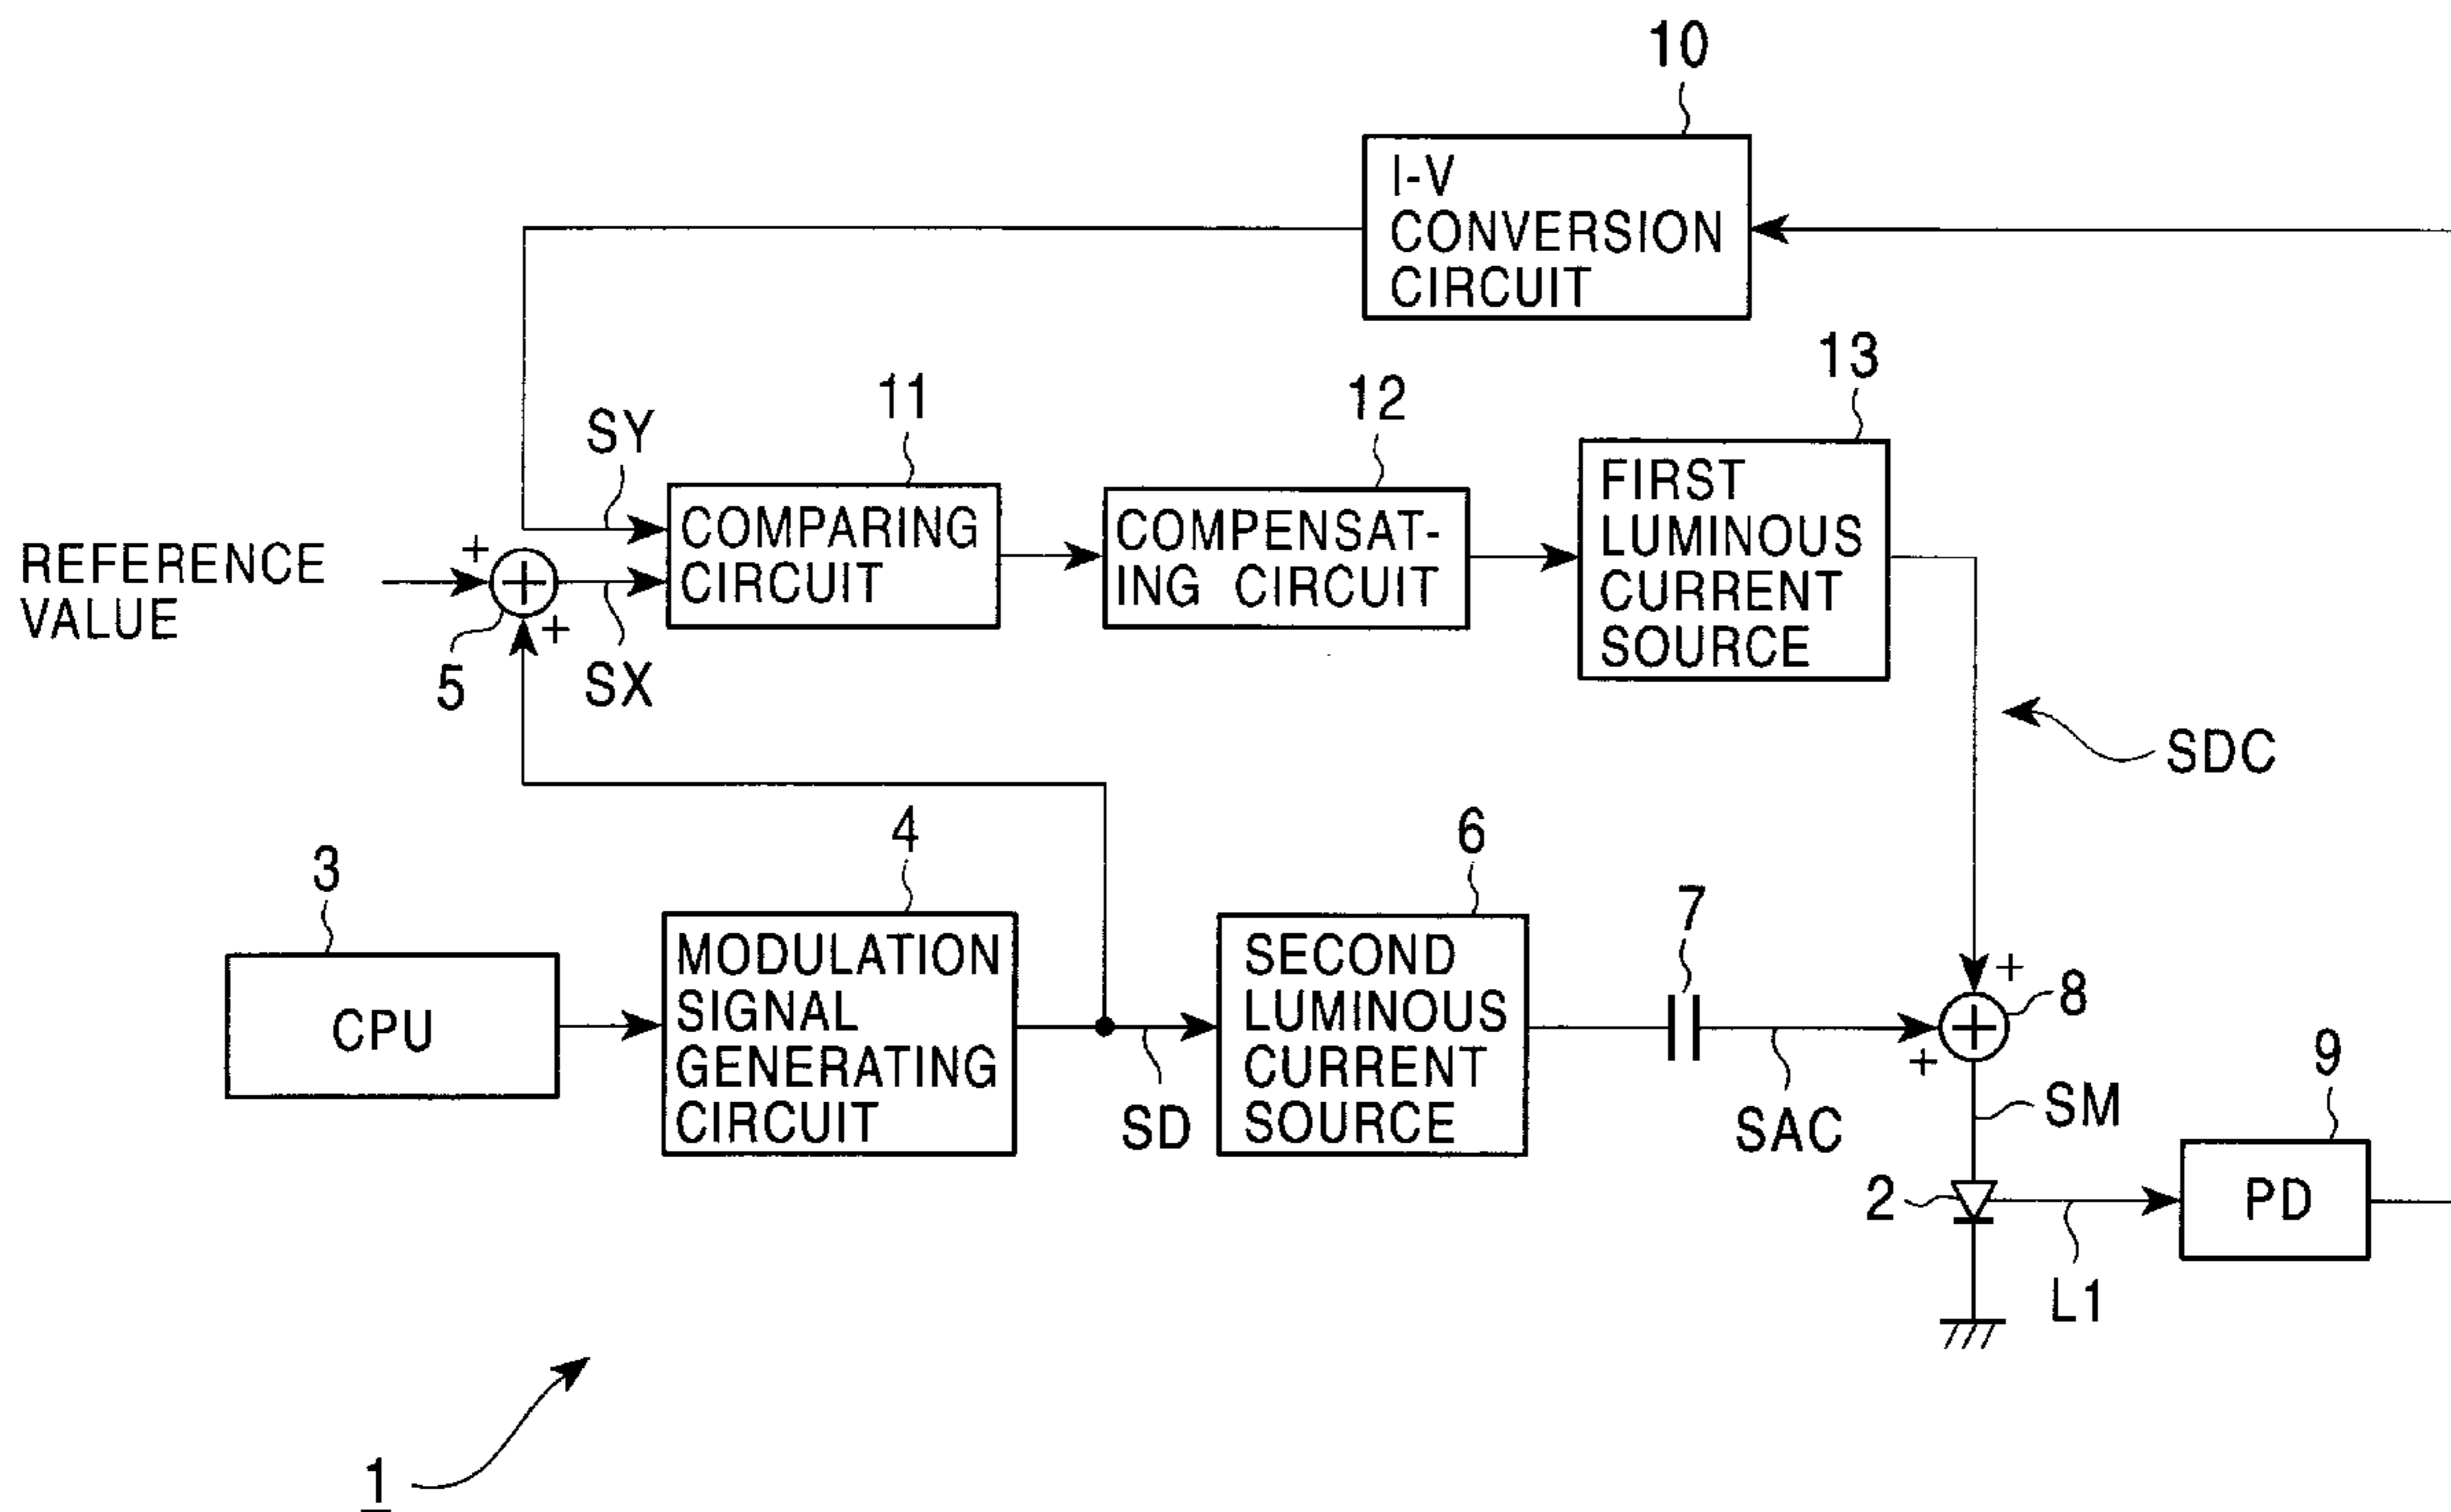 10
I-V
CONVERSION
CIRCUIT
13
11
12
SY
FIRST
LUMINOUS
CURRENT
SOURCE
COMPARING
CIRCUIT
COMPENSAT-
ING CIRCUIT
REFERENCE
VALUE
+
+
5
SX
SDC
4
6
3
7
CPU
MODULATION
SIGNAL
GENERATING
CIRCUIT
SD
SECOND
LUMINOUS
CURRENT
SOURCE
SAC
+
+
8
SM
9
2
PD
L1
1